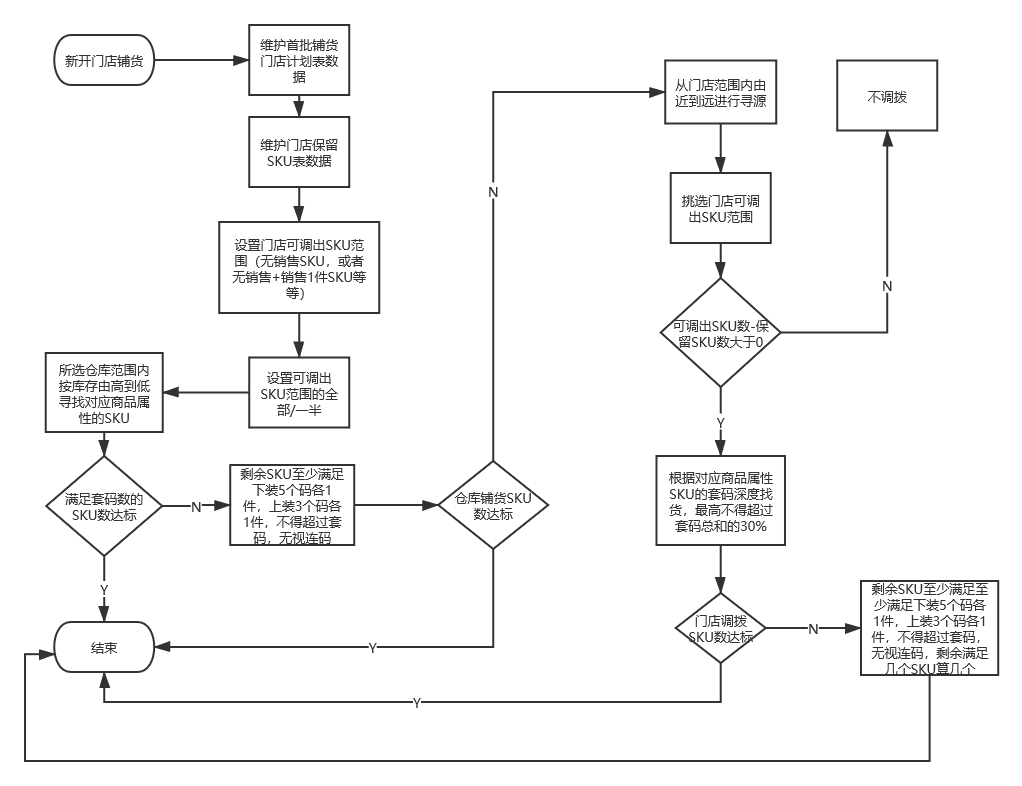 新开门店铺货
维护首批铺货
门店计划表数
据
维护门店保留
SKU表数据
设置门店可调出SKU范
围（无销售SKU，或者
无销售+销售1件SKU等
等）
设置可调出
SKU范围的全
部/一半
所选仓库范围内
按库存由高到低
寻找对应商品属
性的SKU
满足套码数的
SKU数达标
N
Y
剩余SKU至少满足
下装5个码各1
件，上装3个码各
1件，不得超过套
码，无视连码
仓库铺货SKU
数达标
N
Y
从门店范围内由
近到远进行寻源
挑选门店可调
出SKU范围
可调出SKU数-保
留SKU数大于0
N
不调拨
Y
根据对应商品属性
SKU的套码深度找
货，最高不得超过
套码总和的30%
门店调拨
SKU数达标
N
Y
剩余SKU至少满足至
少满足下装5个码各
1件，上装3个码各1
件，不得超过套码，
无视连码，剩余满足
几个SKU算几个
结束